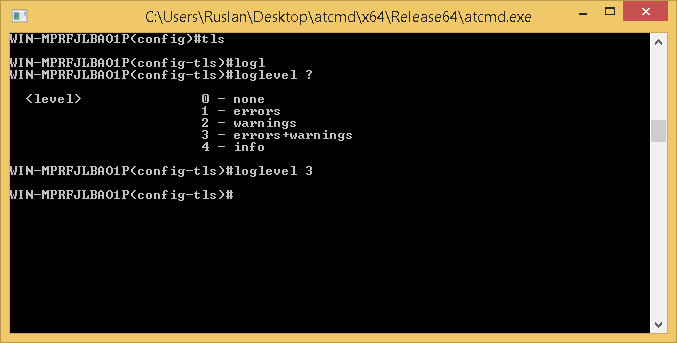 C:\Users\Ruslan\Desktop\atcmd\x64\Release64\atcmd.exe
WIN-MPRFJLBAO1P(config)#tls
WIN-MPRFJLBAO1P(config-tls)#logl
WIN-MPRFJLBAO1P(config-tls)#loglevel ?
<level> 0 - none
1 - errors
2 - warnings
3 - errors+warnings
4 - info
WIN-MPRFJLBAO1P(config-tls)#loglevel 3
WIN-MPRFJLBAO1P(config-tls)#